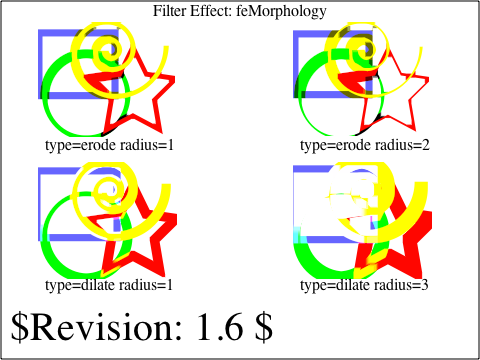 Filter Effect: feMorphology
type=erode radius=1
type=erode radius=2
type=dilate radius=1
type=dilate radius=3
$Revision: 1.6 $